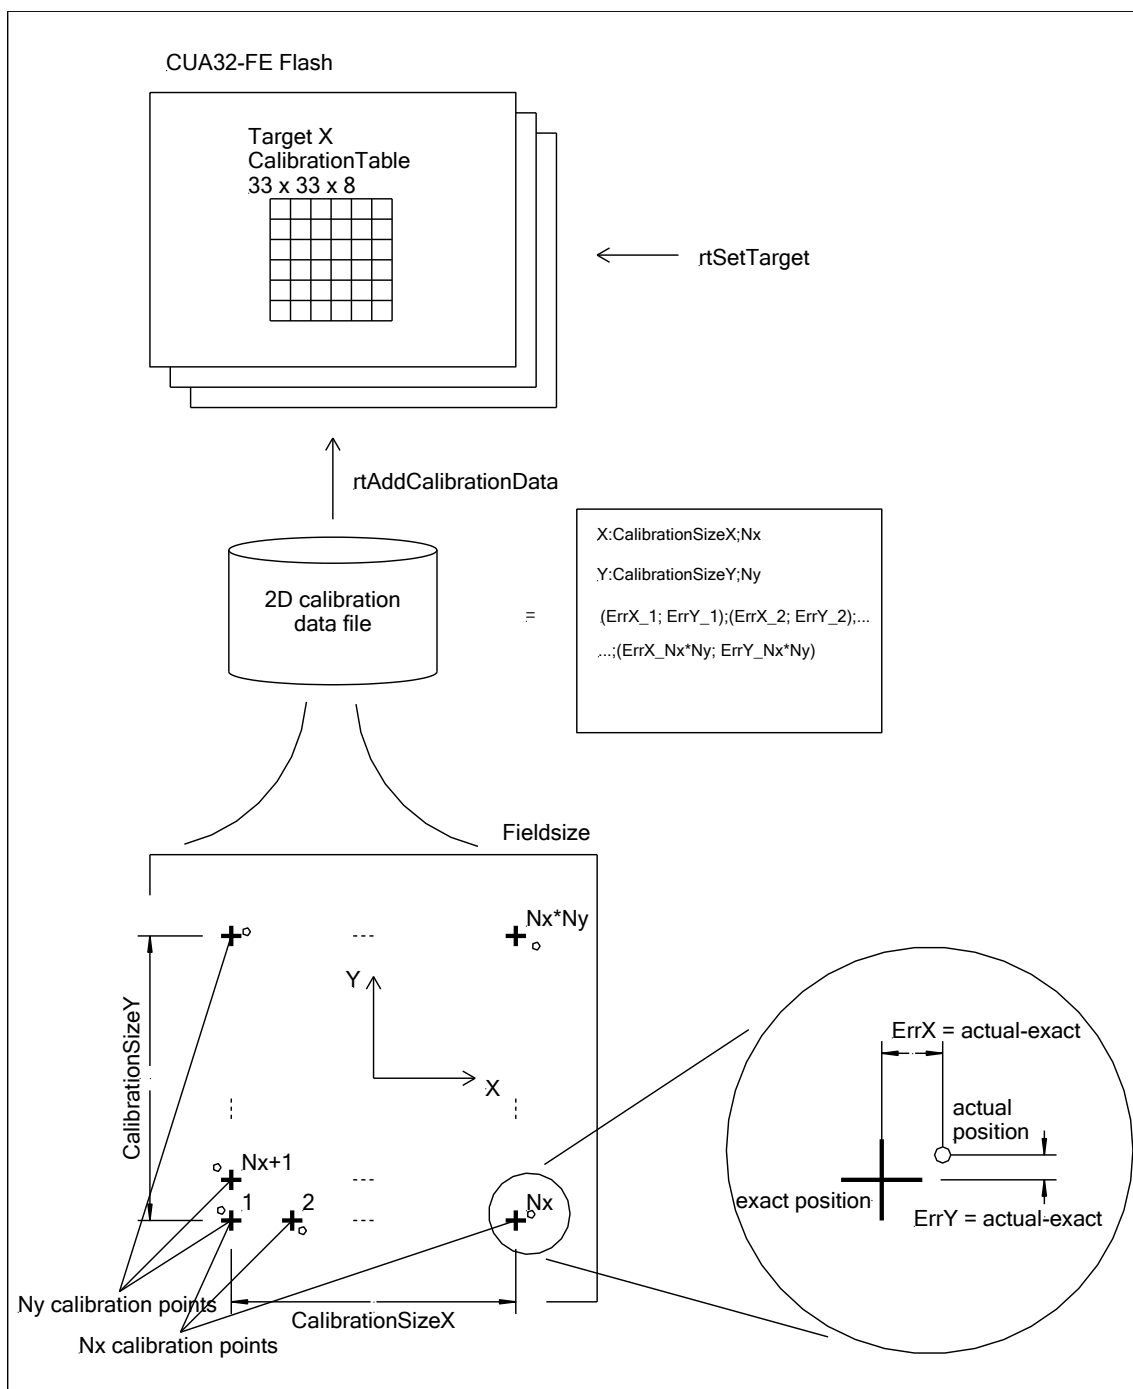 CUA32-FE Flash
Target X
CalibrationTable
33 x 33 x 8
rtSetTarget
rtAddCalibrationData
2D calibration
data file
=
X:CalibrationSizeX;Nx
Y:CalibrationSizeY;Ny
(ErrX_1; ErrY_1);(ErrX_2; ErrY_2);...
...;(ErrX_Nx*Ny; ErrY_Nx*Ny)
Fieldsize
Nx*Ny
Y
X
CalibrationSizeY
Nx+1
1
2
Nx
Ny calibration points
Nx calibration points
CalibrationSizeX
ErrX = actual-exact
actual
position
exact position
ErrY = actual-exact